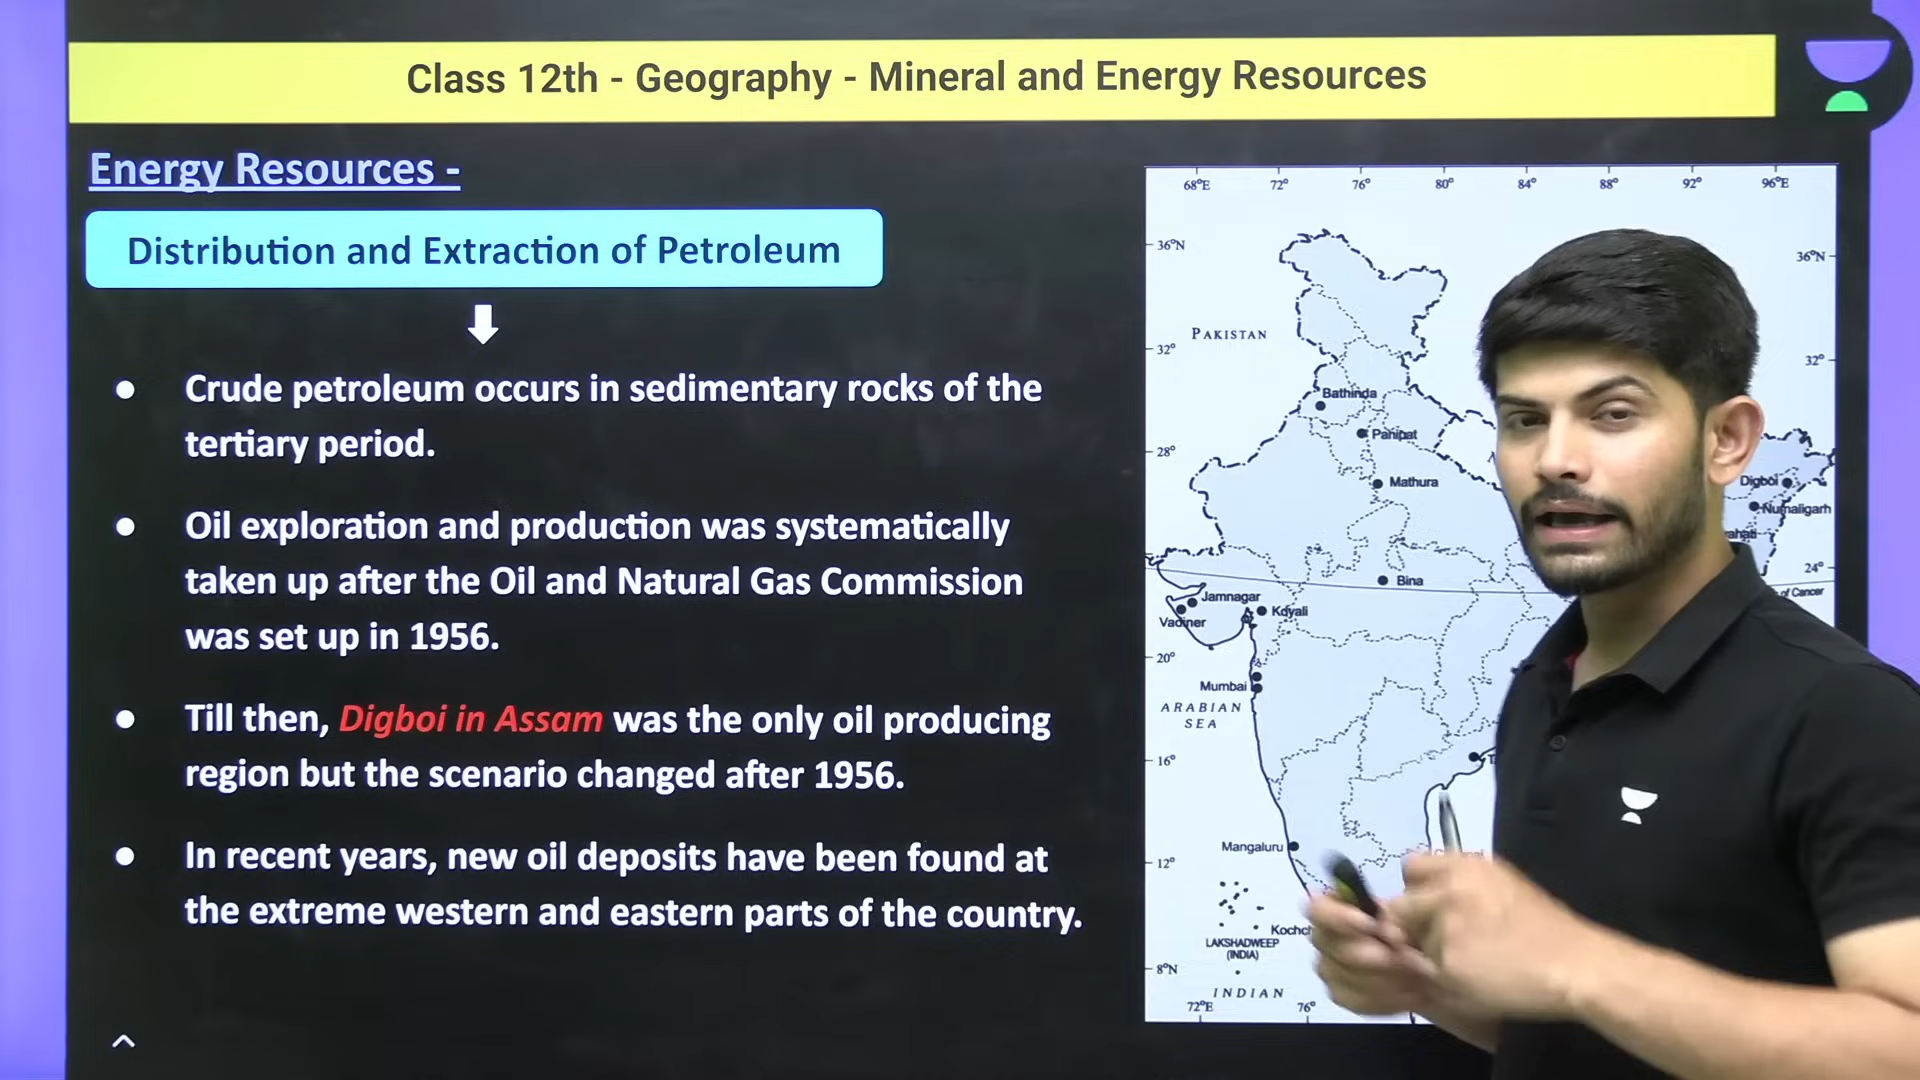 Class 12th - Geography - Mineral and Energy Resources
Energy Resources -
Distribution and Extraction of Petroleum
Crude petroleum occurs in sedimentary rocks of the
tertiary period.
Oil exploration and production was systematically
taken up after the Oil and Natural Gas Commission
was set up in 1956.
Till then, Digboi in Assam was the only oil producing
region but the scenario changed after 1956.
In recent years, new oil deposits have been found at
the extreme western and eastern parts of the country.
68°E 72° 76° 80° 84° 88° 92° 96°E
36°N 36°N
PAKISTAN
32° 32°
Bathinda
Panipat
28°
Mathura
Digboi
Numaligarh
24°
Bina
of Cancer
Jamnagar
Koyali
Vadiner
20°
Mumbai
ARABIAN
SEA
16°
Mangaluru
12°
LAKSHADWEEP
(INDIA)
8°N
INDIAN
72°E 76°